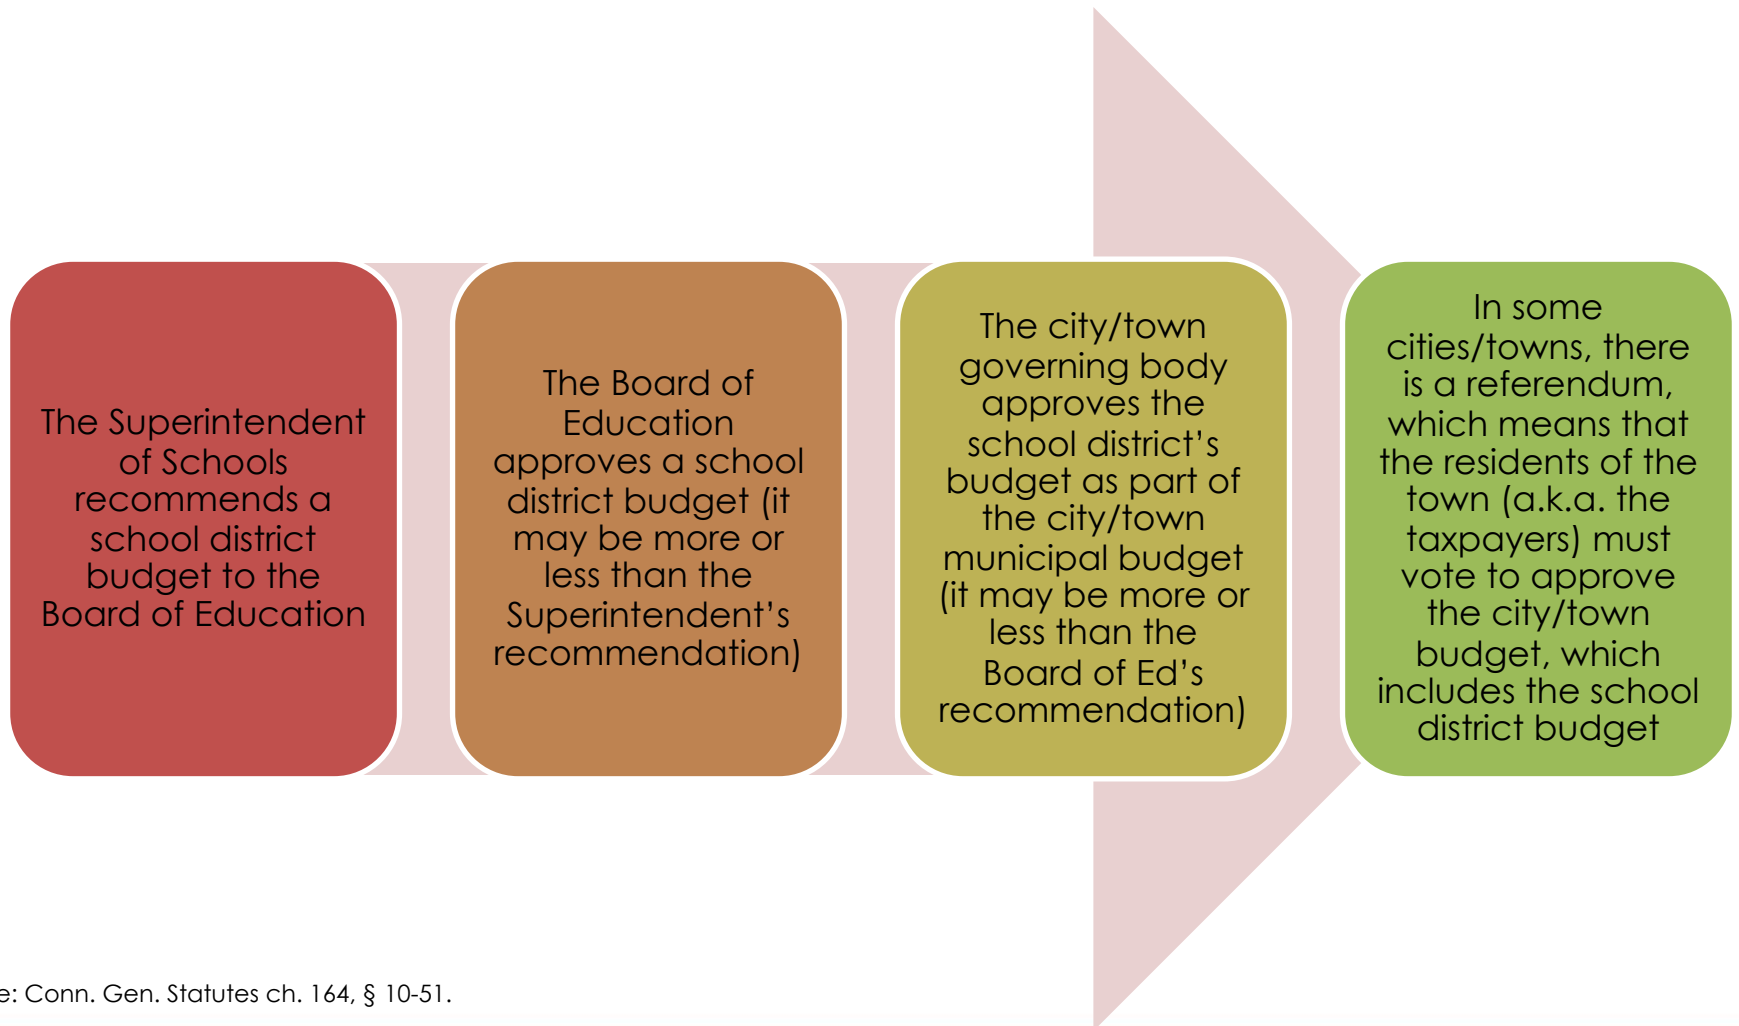 The Superintendent
of Schools
recommends a
school district
budget to the
Board of Education
The Board of
Education
approves a school
district budget (it
may be more or
less than the
Superintendent’s
recommendation)
The city/town
governing body
approves the
school district’s
budget as part of
the city/town
municipal budget
(it may be more or
less than the
Board of Ed’s
recommendation)
In some
cities/towns, there
is a referendum,
which means that
the residents of the
town (a.k.a. the
taxpayers) must
vote to approve
the city/town
budget, which
includes the school
district budget
e: Conn. Gen. Statutes ch. 164, § 10-51.